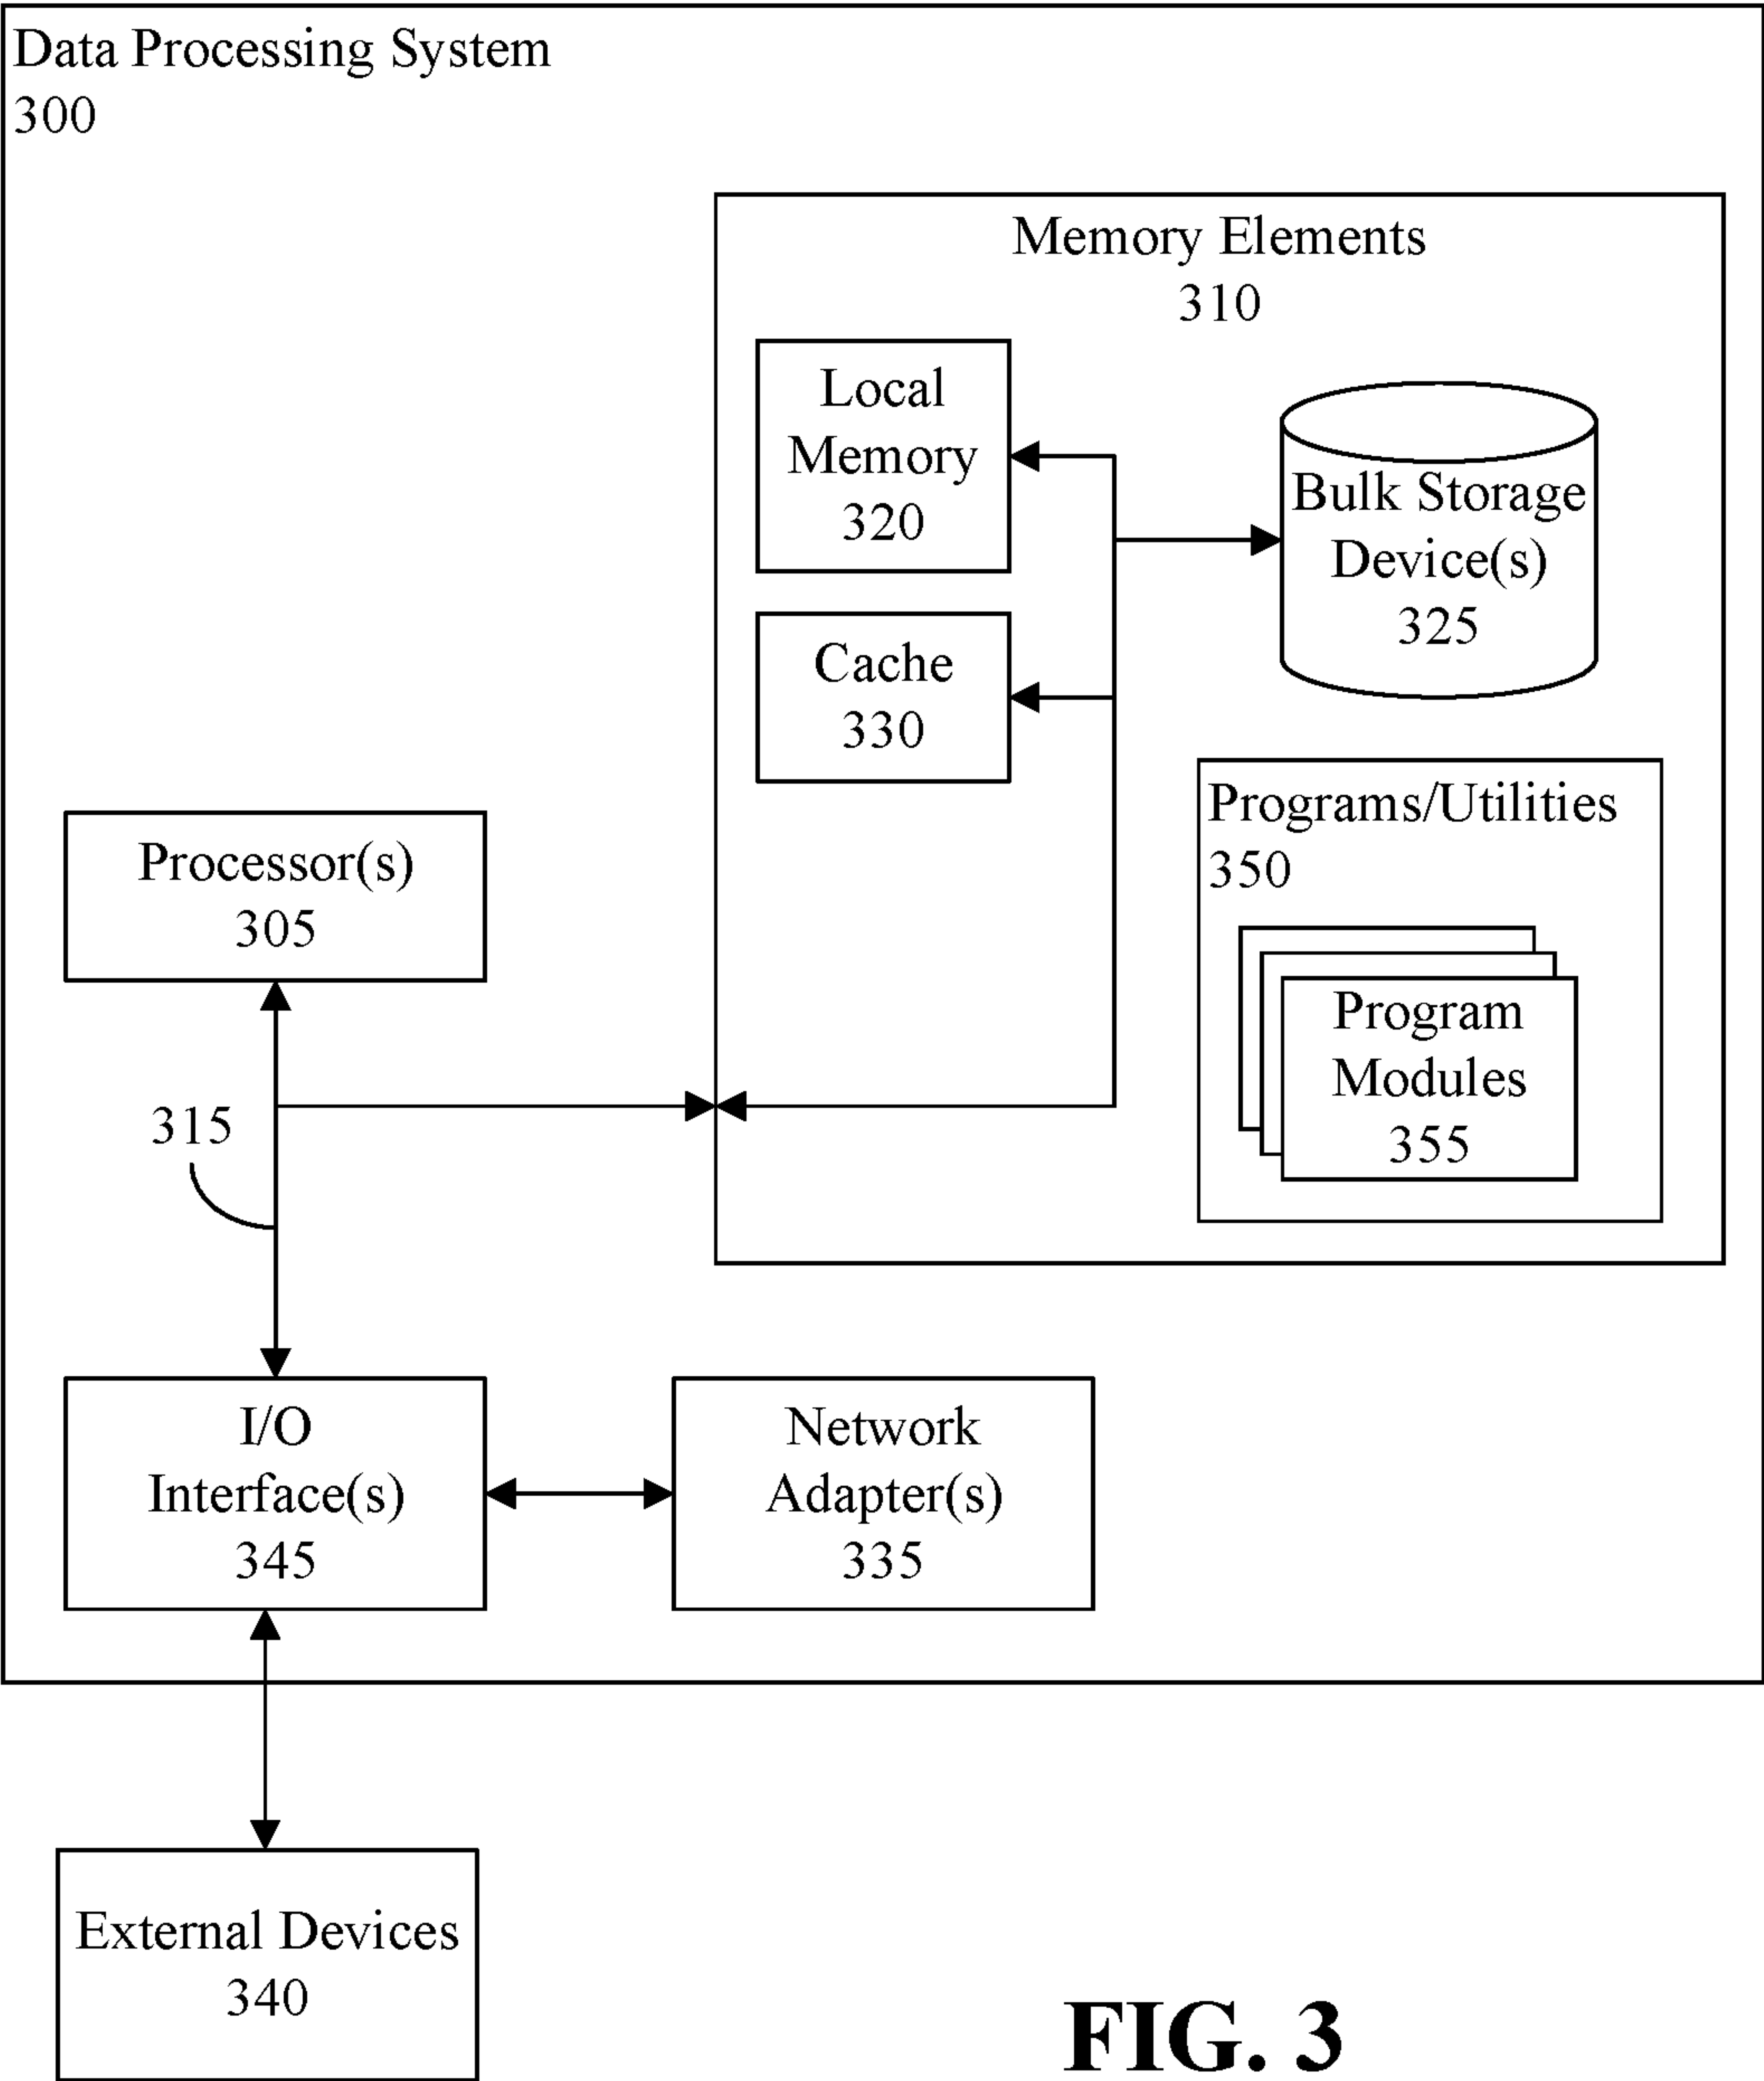 Data Processing System
300
Memory Elements
310
Local
Memory
320
Bulk Storage
Device(s)
325
Cache
330
Programs/Utilities
350
Program
Modules
355
Processor(s)
305
315
I/O
Interface(s)
345
Network
Adapter(s)
335
External Devices
340
FIG. 3